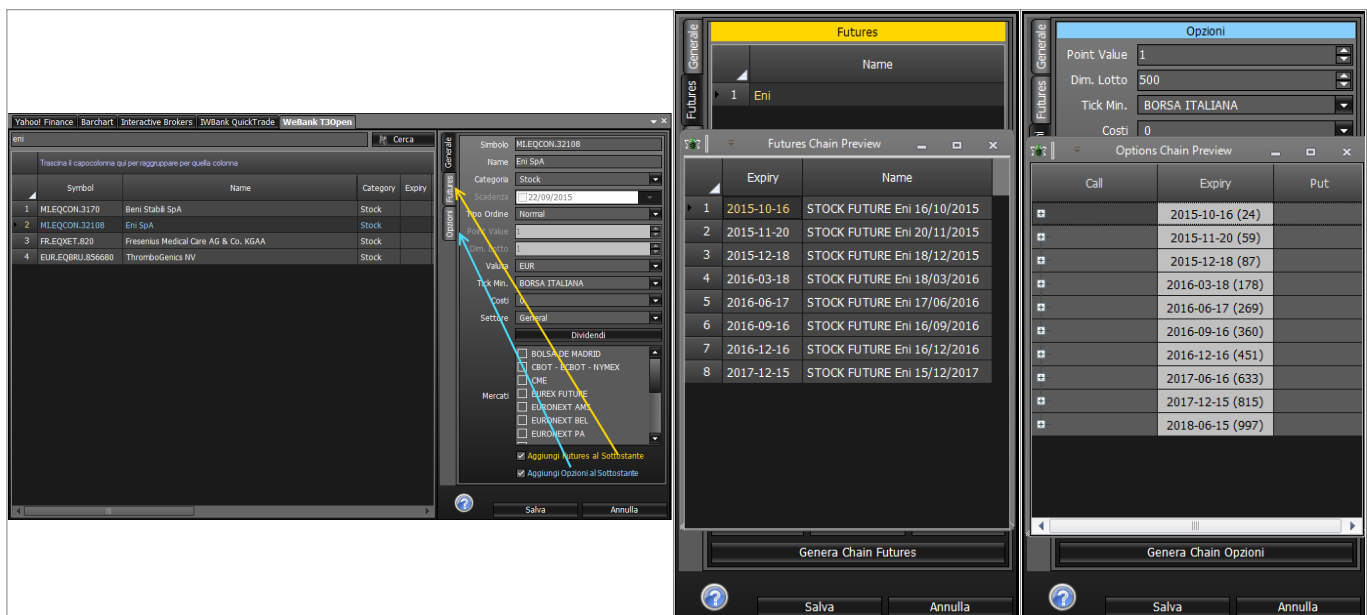 Yahoo! Finance Barchart Interactive Brokers IWBank QuickTrade WeBank T3Open
eni Cerca
Trascina il capocolonna qui per raggruppare per quella colonna
Symbol Name Category Expiry
1 MI.EQCON.3170 Beni Stabili SpA Stock
2 MI.EQCON.32108 Eni SpA Stock
3 FR.EQXET.820 Fresenius Medical Care AG & Co. KGAA Stock
4 EUR.EQBRU.856680 ThromboGenics NV Stock
Generale
Futures
Opzioni
Simbolo MI.EQCON.32108
Name Eni SpA
Categoria Stock
Scadenza 22/09/2015
Tipo Ordine Normal
Point Value 1
Dim. Lotto 1
Valuta EUR
Tick Min. BORSA ITALIANA
Costi 0
Settore General
Dividendi
Mercati
BOLSA DE MADRID
CBOT - ECBOT - NYMEX
CME
EUREX FUTURE
EURONEXT AMS
EURONEXT BEL
EURONEXT PA
Aggiungi Futures al Sottostante
Aggiungi Opzioni al Sottostante
Salva Annulla
Generale
Futures
Futures
Name
1 Eni
Futures Chain Preview
Expiry Name
1 2015-10-16 STOCK FUTURE Eni 16/10/2015
2 2015-11-20 STOCK FUTURE Eni 20/11/2015
3 2015-12-18 STOCK FUTURE Eni 18/12/2015
4 2016-03-18 STOCK FUTURE Eni 18/03/2016
5 2016-06-17 STOCK FUTURE Eni 17/06/2016
6 2016-09-16 STOCK FUTURE Eni 16/09/2016
7 2016-12-16 STOCK FUTURE Eni 16/12/2016
8 2017-12-15 STOCK FUTURE Eni 15/12/2017
Genera Chain Futures
Salva Annulla
Generale
Futures
Opzioni
Point Value 1
Dim. Lotto 500
Tick Min. BORSA ITALIANA
Costi 0
Options Chain Preview
Call Expiry Put
2015-10-16 (24)
2015-11-20 (59)
2015-12-18 (87)
2016-03-18 (178)
2016-06-17 (269)
2016-09-16 (360)
2016-12-16 (451)
2017-06-16 (633)
2017-12-15 (815)
2018-06-15 (997)
Genera Chain Opzioni
Salva Annulla